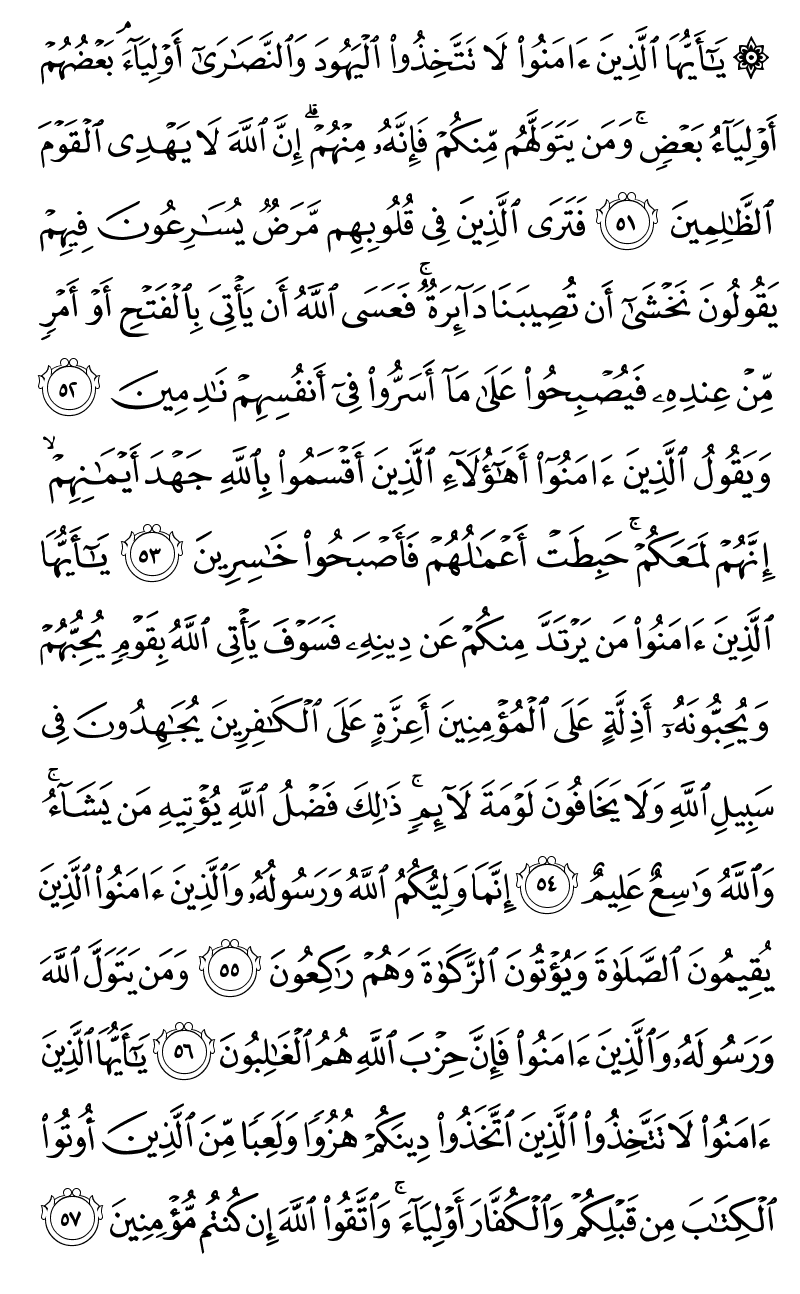 ۞ يَـٰٓأَيُّهَا ٱلَّذِينَ ءَامَنُوا۟ لَا تَتَّخِذُوا۟ ٱلْيَهُودَ وَٱلنَّصَـٰرَىٰٓ أَوْلِيَآءَ ۘ بَعْضُهُمْ
أَوْلِيَآءُ بَعْضٍ ۚ وَمَن يَتَوَلَّهُم مِّنكُمْ فَإِنَّهُۥ مِنْهُمْ ۗ إِنَّ ٱللَّهَ لَا يَهْدِى ٱلْقَوْمَ
ٱلظَّـٰلِمِينَ ٥١ فَتَرَى ٱلَّذِينَ فِى قُلُوبِهِم مَّرَضٌ يُسَـٰرِعُونَ فِيهِمْ
يَقُولُونَ نَخْشَىٰٓ أَن تُصِيبَنَا دَآئِرَةٌ ۚ فَعَسَى ٱللَّهُ أَن يَأْتِىَ بِٱلْفَتْحِ أَوْ أَمْرٍ
مِّنْ عِندِهِۦ فَيُصْبِحُوا۟ عَلَىٰ مَآ أَسَرُّوا۟ فِىٓ أَنفُسِهِمْ نَـٰدِمِينَ ٥٢
وَيَقُولُ ٱلَّذِينَ ءَامَنُوٓا۟ أَهَـٰٓؤُلَآءِ ٱلَّذِينَ أَقْسَمُوا۟ بِٱللَّهِ جَهْدَ أَيْمَـٰنِهِمْ ۙ
إِنَّهُمْ لَمَعَكُمْ ۚ حَبِطَتْ أَعْمَـٰلُهُمْ فَأَصْبَحُوا۟ خَـٰسِرِينَ ٥٣ يَـٰٓأَيُّهَا
ٱلَّذِينَ ءَامَنُوا۟ مَن يَرْتَدَّ مِنكُمْ عَن دِينِهِۦ فَسَوْفَ يَأْتِى ٱللَّهُ بِقَوْمٍ يُحِبُّهُمْ
وَيُحِبُّونَهُۥٓ أَذِلَّةٍ عَلَى ٱلْمُؤْمِنِينَ أَعِزَّةٍ عَلَى ٱلْكَـٰفِرِينَ يُجَـٰهِدُونَ فِى
سَبِيلِ ٱللَّهِ وَلَا يَخَافُونَ لَوْمَةَ لَآئِمٍ ۚ ذَٰلِكَ فَضْلُ ٱللَّهِ يُؤْتِيهِ مَن يَشَآءُ ۚ
وَٱللَّهُ وَٰسِعٌ عَلِيمٌ ٥٤ إِنَّمَا وَلِيُّكُمُ ٱللَّهُ وَرَسُولُهُۥ وَٱلَّذِينَ ءَامَنُوا۟ ٱلَّذِينَ
يُقِيمُونَ ٱلصَّلَوٰةَ وَيُؤْتُونَ ٱلزَّكَوٰةَ وَهُمْ رَٰكِعُونَ ٥٥ وَمَن يَتَوَلَّ ٱللَّهَ
وَرَسُولَهُۥ وَٱلَّذِينَ ءَامَنُوا۟ فَإِنَّ حِزْبَ ٱللَّهِ هُمُ ٱلْغَـٰلِبُونَ ٥٦ يَـٰٓأَيُّهَا ٱلَّذِينَ
ءَامَنُوا۟ لَا تَتَّخِذُوا۟ ٱلَّذِينَ ٱتَّخَذُوا۟ دِينَكُمْ هُزُوًا وَلَعِبًا مِّنَ ٱلَّذِينَ أُوتُوا۟
ٱلْكِتَـٰبَ مِن قَبْلِكُمْ وَٱلْكُفَّارَ أَوْلِيَآءَ ۚ وَٱتَّقُوا۟ ٱللَّهَ إِن كُنتُم مُّؤْمِنِينَ ٥٧